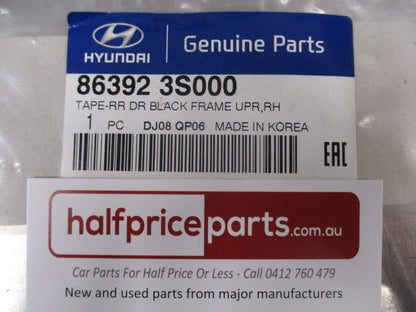 HYUNDAI
Genuine Parts
86392 3S000
TAPE-RR DR BLACK FRAME UPR,RH
1 PC DJ08 QP06 MADE IN KOREA
EAC
halfpriceparts.com.au
Car Parts For Half Price Or Less - Call 0412 760 479
New and used parts from major manufacturers